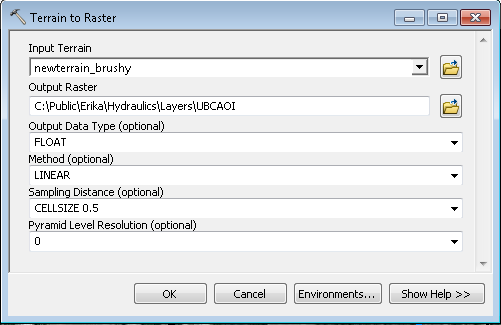 Terrain to Raster
Input Terrain
newterrain_brushy
Output Raster
C:\Public\Erika\Hydraulics\Layers\UBCAOI
Output Data Type (optional)
FLOAT
Method (optional)
LINEAR
Sampling Distance (optional)
CELLSIZE 0.5
Pyramid Level Resolution (optional)
0
OK Cancel Environments... Show Help >>